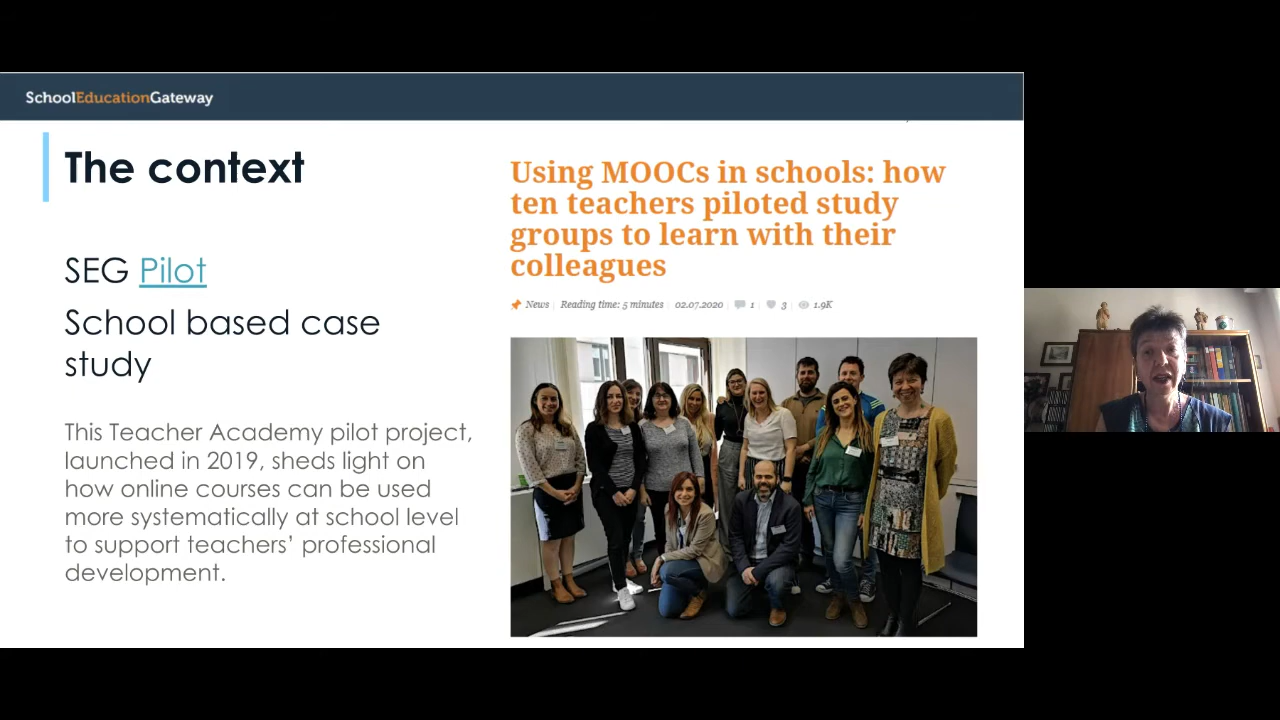 SchoolEducationGateway
The context
SEG Pilot
School based case
study
This Teacher Academy pilot project,
launched in 2019, sheds light on
how online courses can be used
more systematically at school level
to support teachers’ professional
development.
Using MOOCs in schools: how
ten teachers piloted study
groups to learn with their
colleagues
News | Reading time: 5 minutes | 02.07.2020 | 1 | 3 | 1.9K